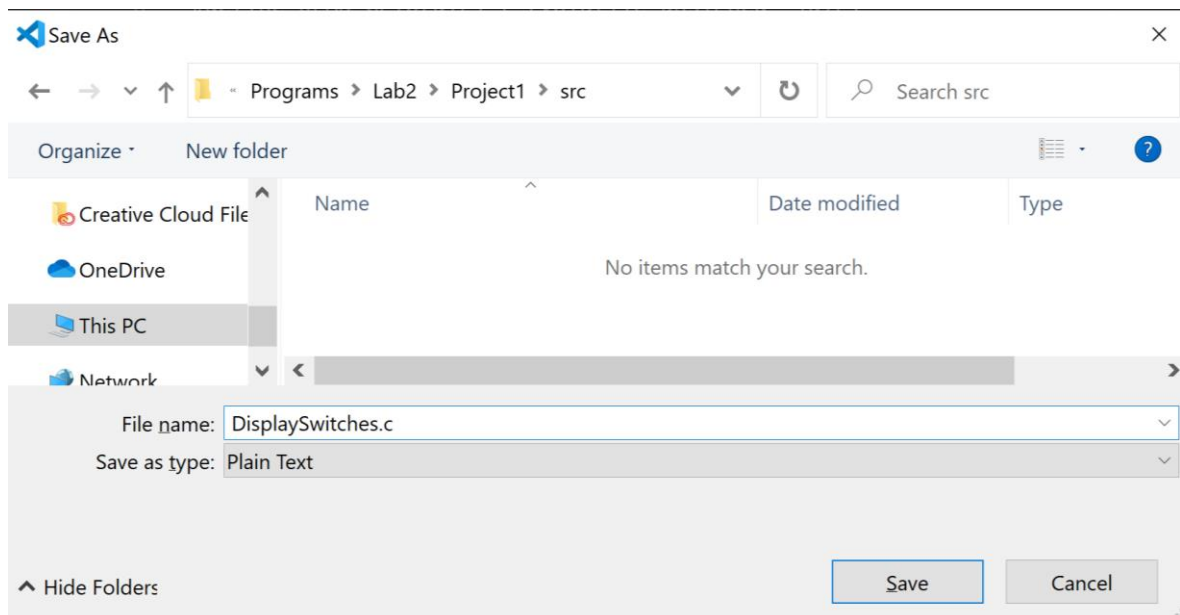 Save As
« Programs > Lab2 > Project1 > src
Search src
Organize
New folder
?
Creative Cloud File
OneDrive
This PC
Network
Name
Date modified
Type
No items match your search.
File name: DisplaySwitches.c
Save as type: Plain Text
Hide Folders
Save
Cancel